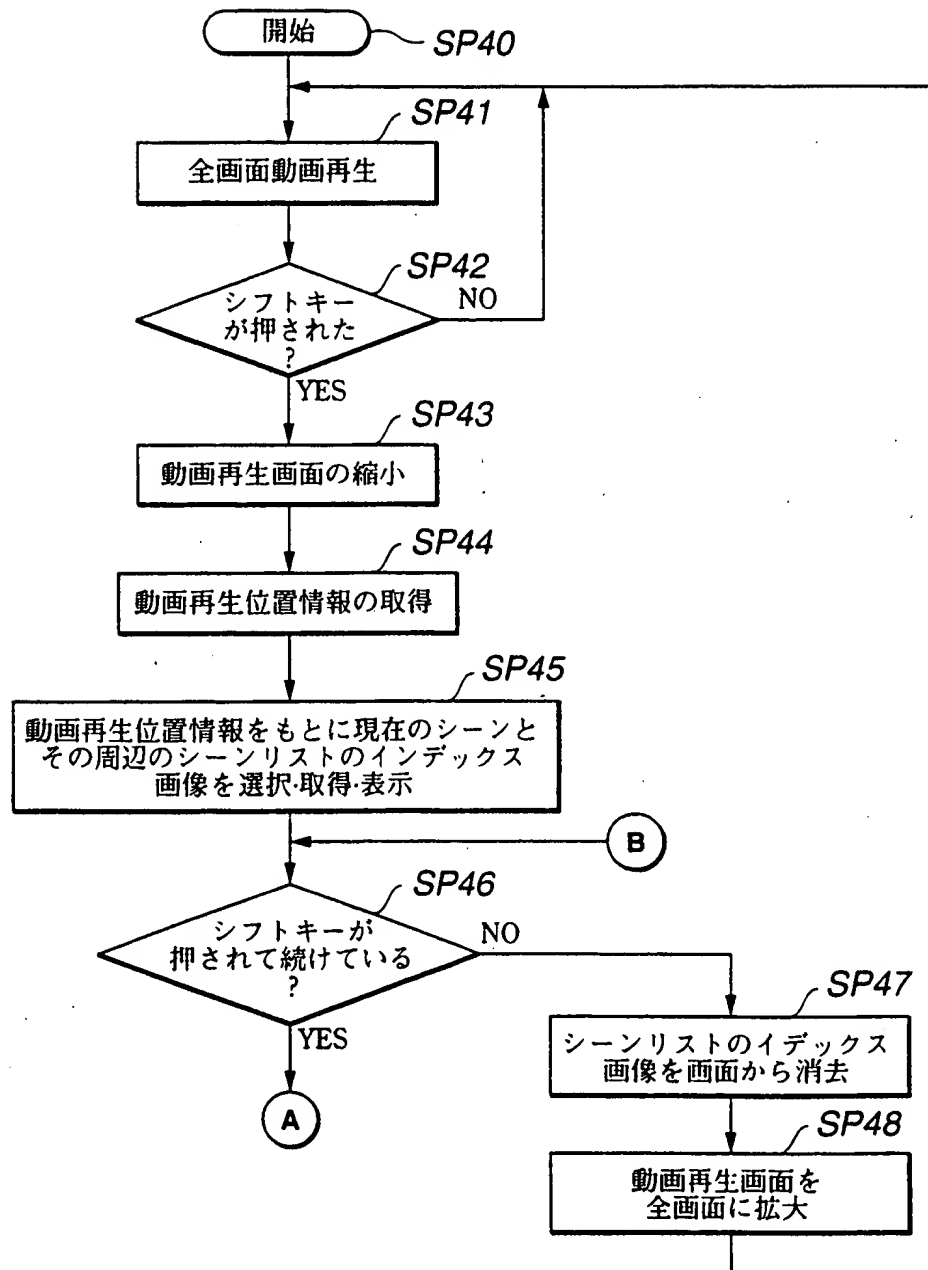 開始
SP40
SP41
全画面動画再生
SP42
シフトキー
が押された
?
NO
YES
SP43
動画再生画面の縮小
SP44
動画再生位置情報の取得
SP45
動画再生位置情報をもとに現在のシーンと
その周辺のシーンリストのインデックス
画像を選択·取得·表示
B
SP46
シフトキーが
押されて続けている
?
NO
YES
A
SP47
シーンリストのイデックス
画像を画面から消去
SP48
動画再生画面を
全画面に拡大